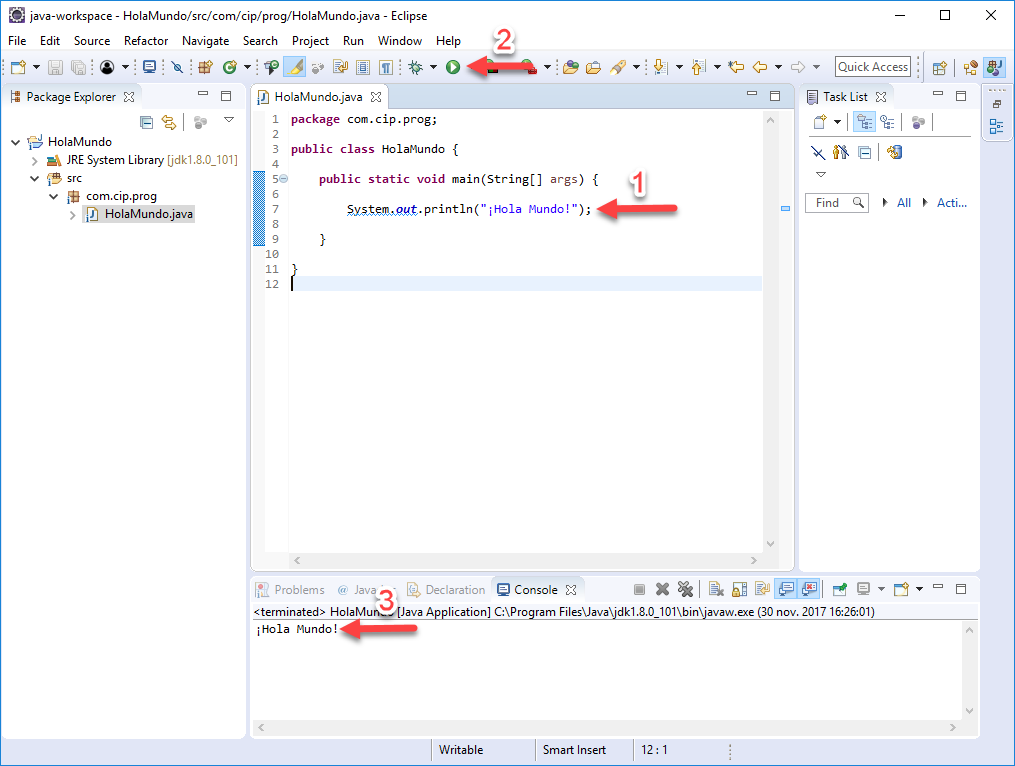 java-workspace - HolaMundo/src/com/cip/prog/HolaMundo.java - Eclipse
File Edit Source Refactor Navigate Search Project Run Window Help
2
Quick Access
Package Explorer
HolaMundo
JRE System Library [jdk1.8.0_101]
src
com.cip.prog
HolaMundo.java
HolaMundo.java
1 package com.cip.prog;
2
3 public class HolaMundo {
4
5 public static void main(String[] args) {
6
7 System.out.println("¡Hola Mundo!");
8
9 }
10
11 }
12
1
Task List
Find All Acti...
Problems @ Java Declaration Console
<terminated> HolaMundo [Java Application] C:\Program Files\Java\jdk1.8.0_101\bin\javaw.exe (30 nov. 2017 16:26:01)
¡Hola Mundo!
3
Writable Smart Insert 12 : 1